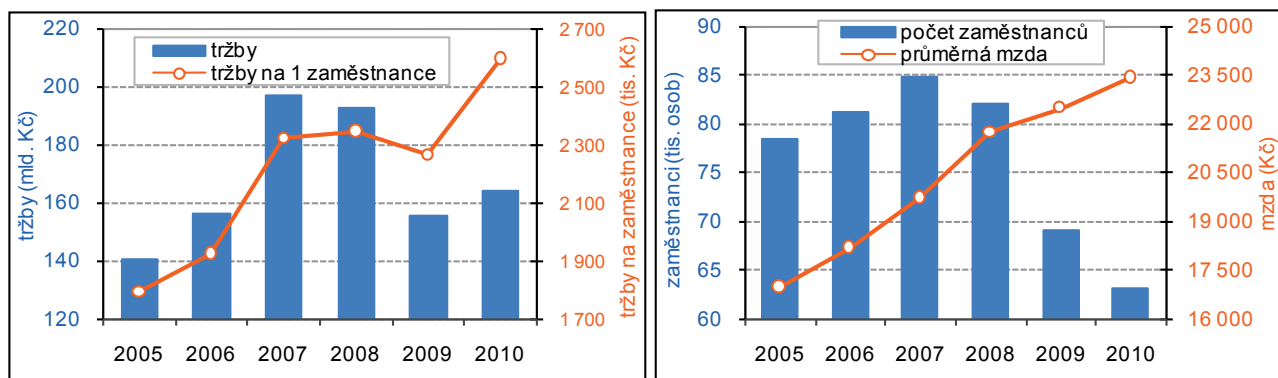 220
200
180
160
140
120
tržby (mld. Kč)
tržby
tržby na 1 zaměstnance
2 700
2 500
2 300
2 100
1 900
1 700
tržby na zaměstnance (tis. Kč)
2005 2006 2007 2008 2009 2010
90
85
80
75
70
65
60
zaměstnanci (tis. osob)
počet zaměstnanců
průměrná mzda
25 000
23 500
22 000
20 500
19 000
17 500
16 000
mzda (Kč)
2005 2006 2007 2008 2009 2010